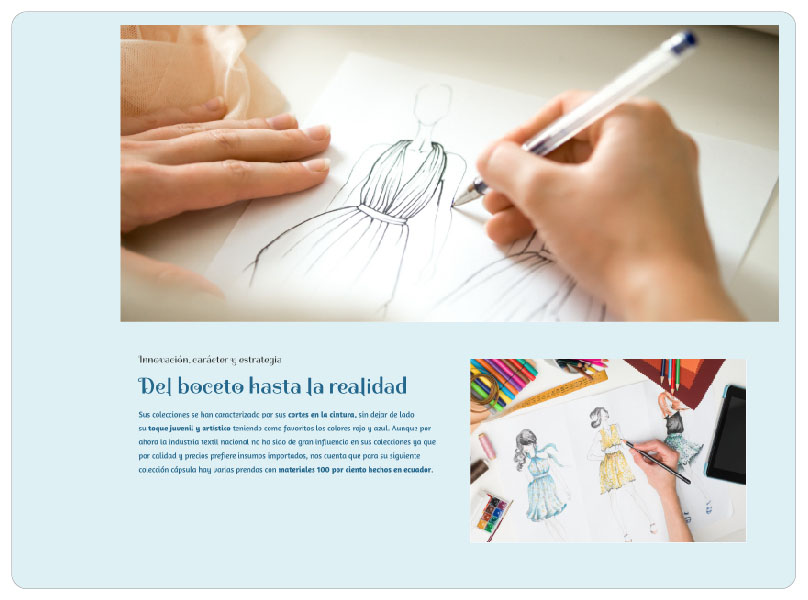 Innovación, carácter y estrategia
Del boceto hasta la realidad
Sus colecciones se han caracterizado por sus cortes en la cintura, sin dejar de lado
su toque juvenil y artístico teniendo como favoritos los colores rojo y azul. Aunque por
ahora la industria textil nacional no ha sido de gran influencia en sus colecciones ya que
por calidad y precios prefiere insumos importados, nos cuenta que para su siguiente
colección cápsula hay varias prendas con materiales 100 por ciento hechos en ecuador.